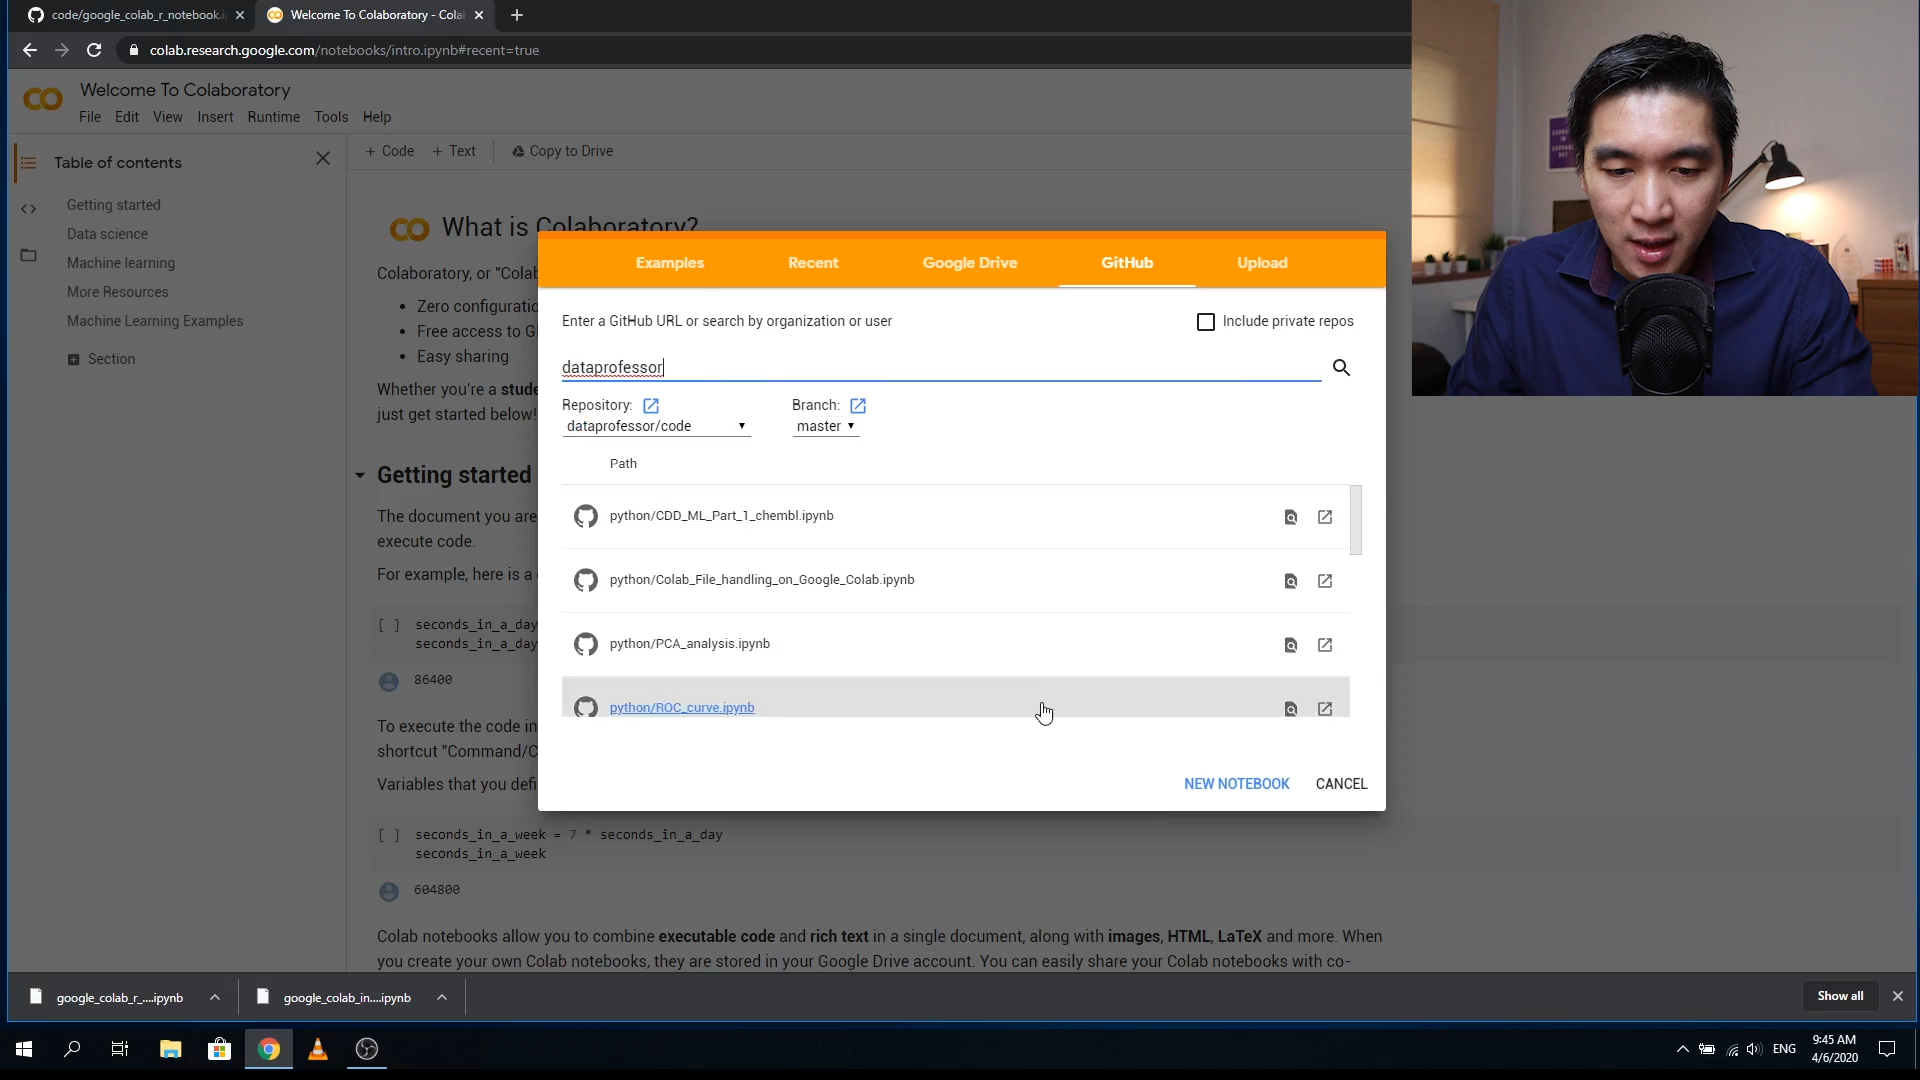 code/google_colab_r_notebook.i
Welcome To Colaboratory - Cola
colab.research.google.com/notebooks/intro.ipynb#recent=true
Welcome To Colaboratory
File Edit View Insert Runtime Tools Help
Table of contents
+ Code + Text Copy to Drive
Getting started
Data science
Machine learning
More Resources
Machine Learning Examples
Section
What is Colaboratory?
Colaboratory, or "Colab
Zero configuratio
Free access to G
Easy sharing
Whether you're a stude
just get started below!
Getting started
The document you are
execute code.
For example, here is a
[ ] seconds_in_a_day
seconds_in_a_day
86400
To execute the code in
shortcut "Command/C
Variables that you defi
[ ] seconds_in_a_week = 7 * seconds_in_a_day
seconds_in_a_week
604800
Colab notebooks allow you to combine executable code and rich text in a single document, along with images, HTML, LaTeX and more. When
you create your own Colab notebooks, they are stored in your Google Drive account. You can easily share your Colab notebooks with co-
Examples Recent Google Drive GitHub Upload
Enter a GitHub URL or search by organization or user
Include private repos
dataprofessor
Repository: Branch:
dataprofessor/code master
Path
python/CDD_ML_Part_1_chembl.ipynb
python/Colab_File_handling_on_Google_Colab.ipynb
python/PCA_analysis.ipynb
python/ROC_curve.ipynb
NEW NOTEBOOK CANCEL
google_colab_r_....ipynb
google_colab_in....ipynb
Show all
ENG
9:45 AM
4/6/2020